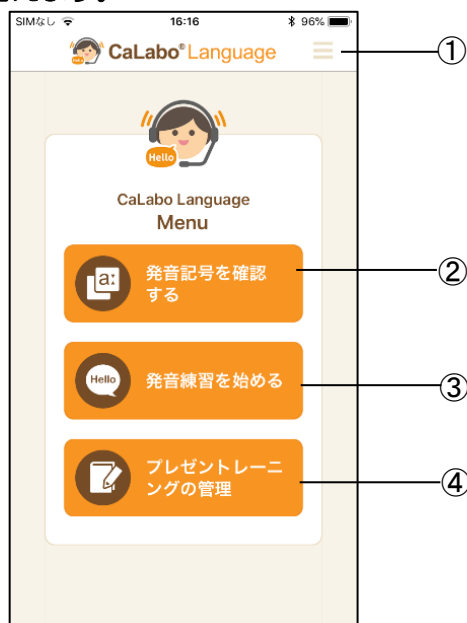 SIMなし 16:16 96%
CaLabo® Language
①
Hello
CaLabo Language
Menu
a:
発音記号を確認
する
②
Hello
発音練習を始める
③
プレゼントレーニ
ングの管理
④